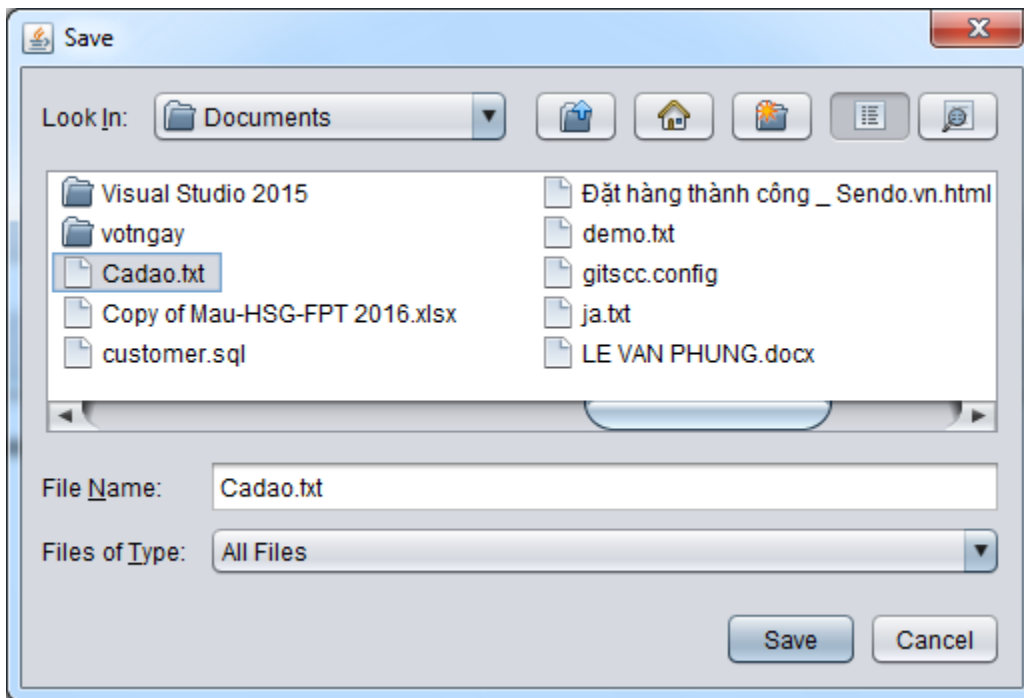 Save
Look In: Documents
Visual Studio 2015
votngay
Cadao.txt
Copy of Mau-HSG-FPT 2016.xlsx
customer.sql
Đặt hàng thành công _ Sendo.vn.html
demo.txt
gitscc.config
ja.txt
LE VAN PHUNG.docx
File Name: Cadao.txt
Files of Type: All Files
Save Cancel